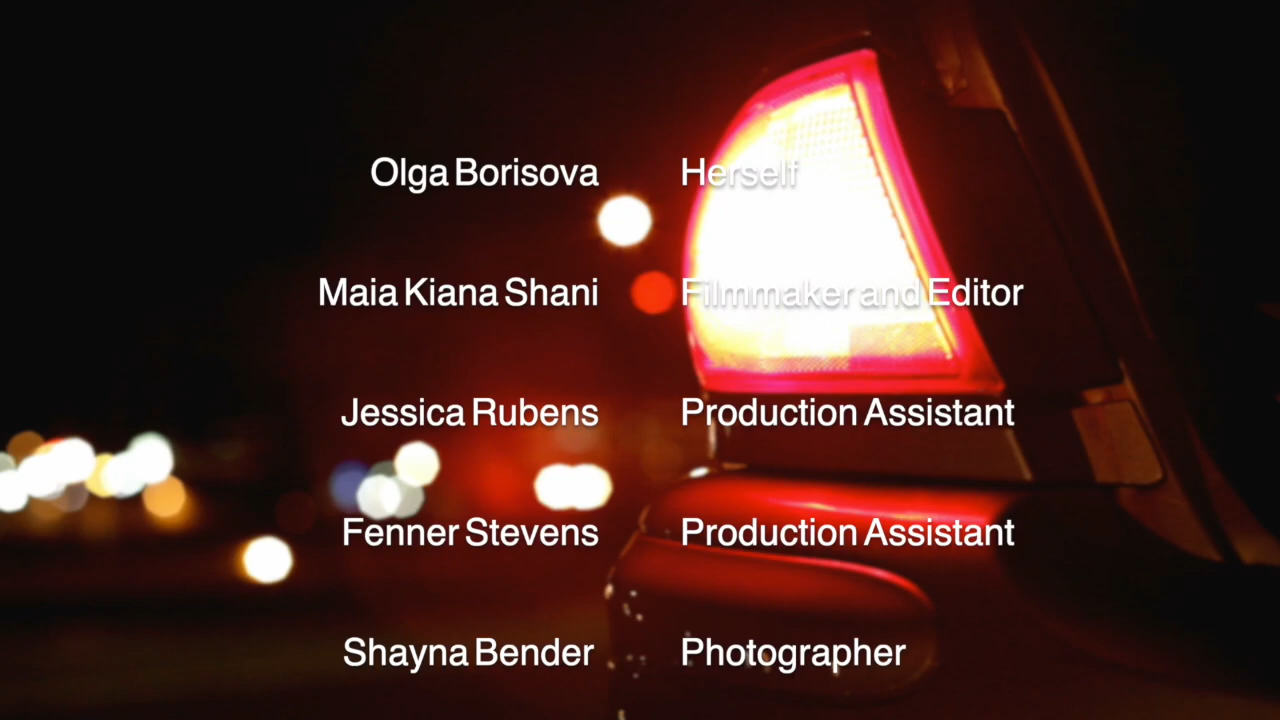 Olga Borisova Herself
Maia Kiana Shani Filmmaker and Editor
Jessica Rubens Production Assistant
Fenner Stevens Production Assistant
Shayna Bender Photographer